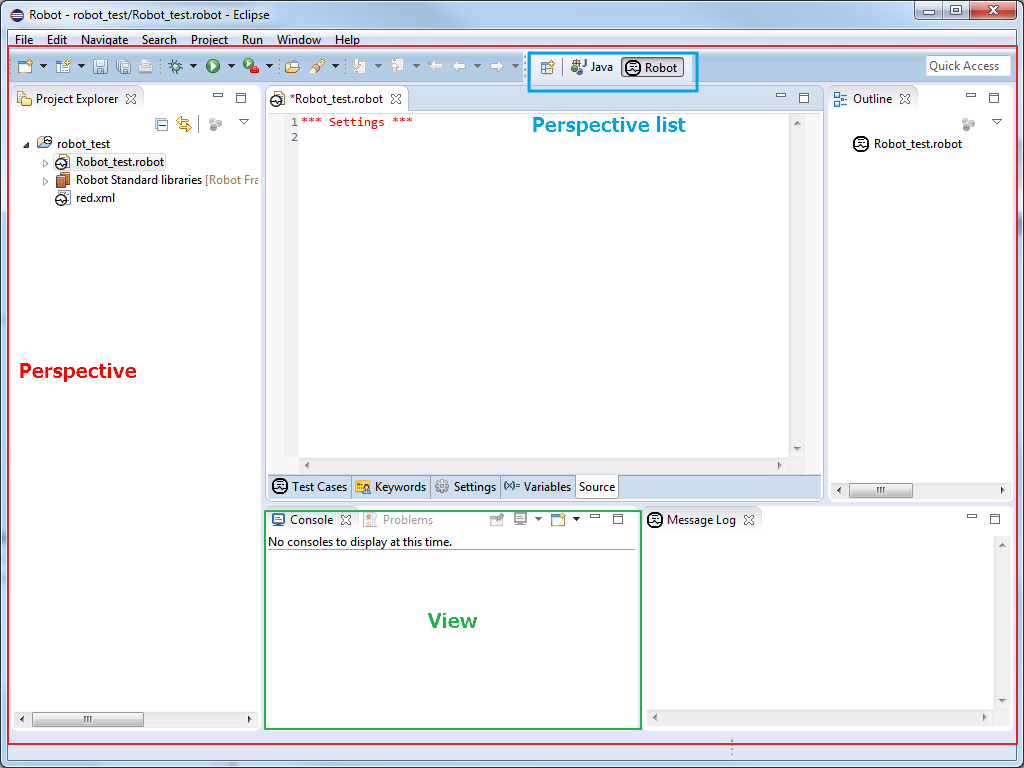 Robot - robot_test/Robot_test.robot - Eclipse
File Edit Navigate Search Project Run Window Help
Java Robot Quick Access
Project Explorer
*Robot_test.robot
Outline
1 *** Settings ***
2
Perspective list
robot_test
Robot_test.robot
Robot Standard libraries [Robot Fra
red.xml
Robot_test.robot
Perspective
Test Cases Keywords Settings (x)= Variables Source
Console Problems
Message Log
No consoles to display at this time.
View